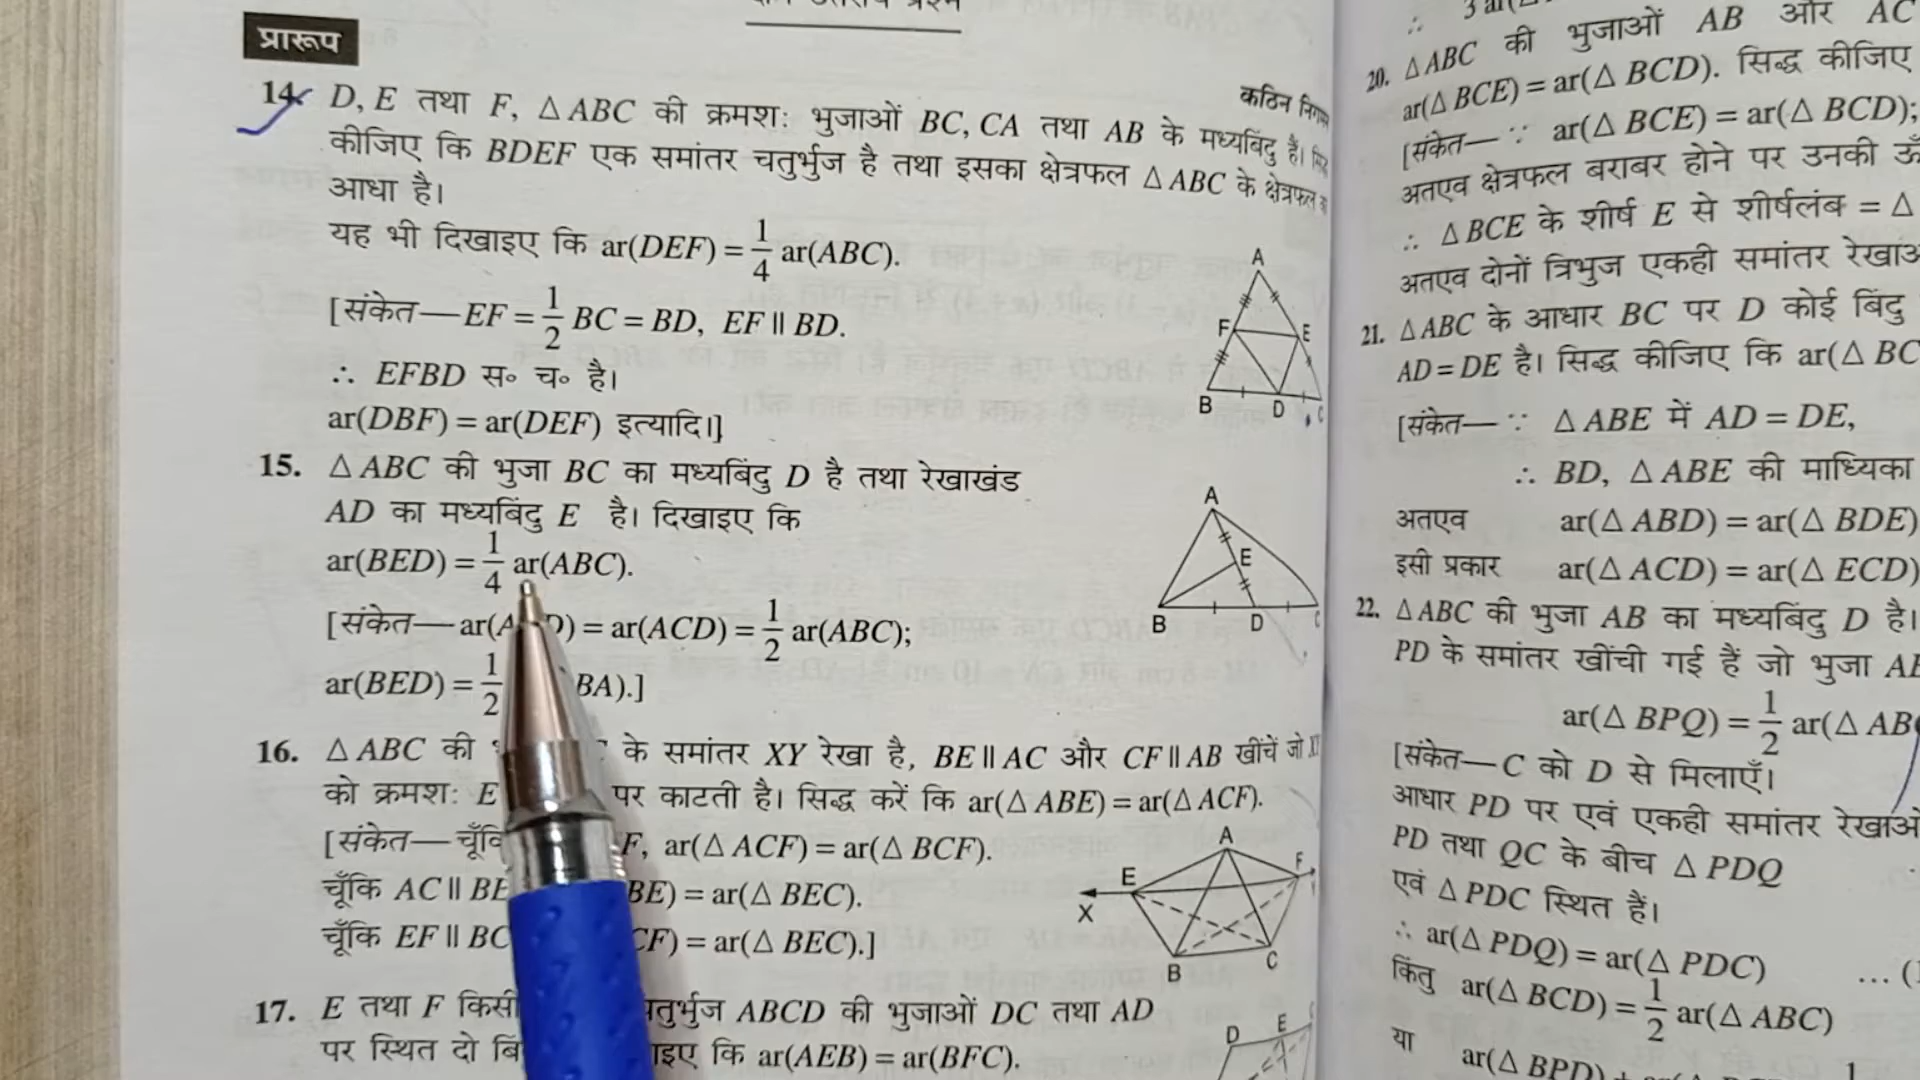 प्रारूप
14. D, E तथा F, △ABC की क्रमशः भुजाओं BC, CA तथा AB के मध्यबिंदु हैं।
कीजिए कि BDEF एक समांतर चतुर्भुज है तथा इसका क्षेत्रफल △ABC के क्षेत्रफल
आधा है।
यह भी दिखाइए कि ar(DEF) = 1/4 ar(ABC).
[संकेत—EF = 1/2 BC = BD, EF ∥ BD.
∴ EFBD स॰ च॰ है।
ar(DBF) = ar(DEF) इत्यादि।]
A
F E
B D C
15. △ABC की भुजा BC का मध्यबिंदु D है तथा रेखाखंड
AD का मध्यबिंदु E है। दिखाइए कि
ar(BED) = 1/4 ar(ABC).
[संकेत—ar(A D) = ar(ACD) = 1/2 ar(ABC);
ar(BED) = 1/2 BA).]
A
E
B D C
16. △ABC की के समांतर XY रेखा है, BE ∥ AC और CF ∥ AB खींचें जो
को क्रमशः E पर काटती है। सिद्ध करें कि ar(△ABE) = ar(△ACF).
[संकेत— F, ar(△ACF) = ar(△BCF).
चूँकि AC ∥ BE BE) = ar(△BEC).
चूँकि EF ∥ BC CF) = ar(△BEC).]
A
E F
X
B C
17. E तथा F किसी ABCD की भुजाओं DC तथा AD
पर स्थित दो कि ar(AEB) = ar(BFC).
D E
कठिन
20. △ABC की भुजाओं AB और AC
ar(△BCE) = ar(△BCD). सिद्ध कीजिए
[संकेत— ∵ ar(△BCE) = ar(△BCD);
अतएव क्षेत्रफल बराबर होने पर उनकी
∴ △BCE के शीर्ष E से शीर्षलंब = △
अतएव दोनों त्रिभुज एकही समांतर
21. △ABC के आधार BC पर D कोई बिंदु
AD = DE है। सिद्ध कीजिए कि ar(△BC
[संकेत— ∵ △ABE में AD = DE,
∴ BD, △ABE की माध्यिका
अतएव ar(△ABD) = ar(△BDE)
इसी प्रकार ar(△ACD) = ar(△ECD)
22. △ABC की भुजा AB का मध्यबिंदु D है।
PD के समांतर खींची गई हैं जो भुजा
ar(△BPQ) = 1/2 ar(△AB
[संकेत—C को D से मिलाएँ।
आधार PD पर एवं एकही समांतर
PD तथा QC के बीच △PDQ
एवं △PDC स्थित हैं।
∴ ar(△PDQ) = ar(△PDC) ...
किंतु ar(△BCD) = 1/2 ar(△ABC)
या ar(△BPD)